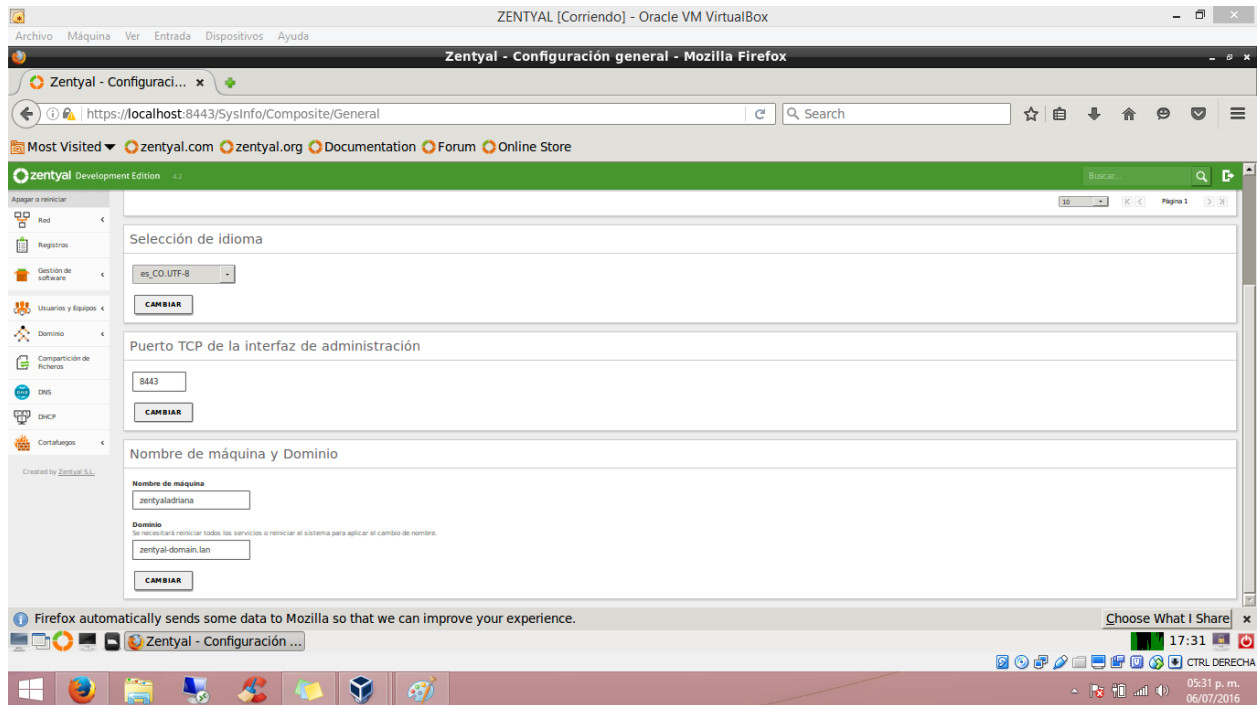 ZENTYAL [Corriendo] - Oracle VM VirtualBox
Archivo Máquina Ver Entrada Dispositivos Ayuda
Zentyal - Configuración general - Mozilla Firefox
Zentyal - Configuraci...
https://localhost:8443/SysInfo/Composite/General
Search
Most Visited zentyal.com zentyal.org Documentation Forum Online Store
zentyal Development Edition 4.2
Buscar...
Apagar o reiniciar
10 Página 1
Red
Registros
Gestión de software
Usuarios y Equipos
Dominio
Compartición de ficheros
DNS
DHCP
Cortafuegos
Created by Zentyal S.L.
Selección de idioma
es_CO.UTF-8
CAMBIAR
Puerto TCP de la interfaz de administración
8443
CAMBIAR
Nombre de máquina y Dominio
Nombre de máquina
zentyaladriana
Dominio
Se necesitará reiniciar todos los servicios o reiniciar el sistema para aplicar el cambio de nombre.
zentyal-domain.lan
CAMBIAR
Firefox automatically sends some data to Mozilla so that we can improve your experience.
Choose What I Share
Zentyal - Configuración ...
17:31
CTRL DERECHA
05:31 p. m.
06/07/2016